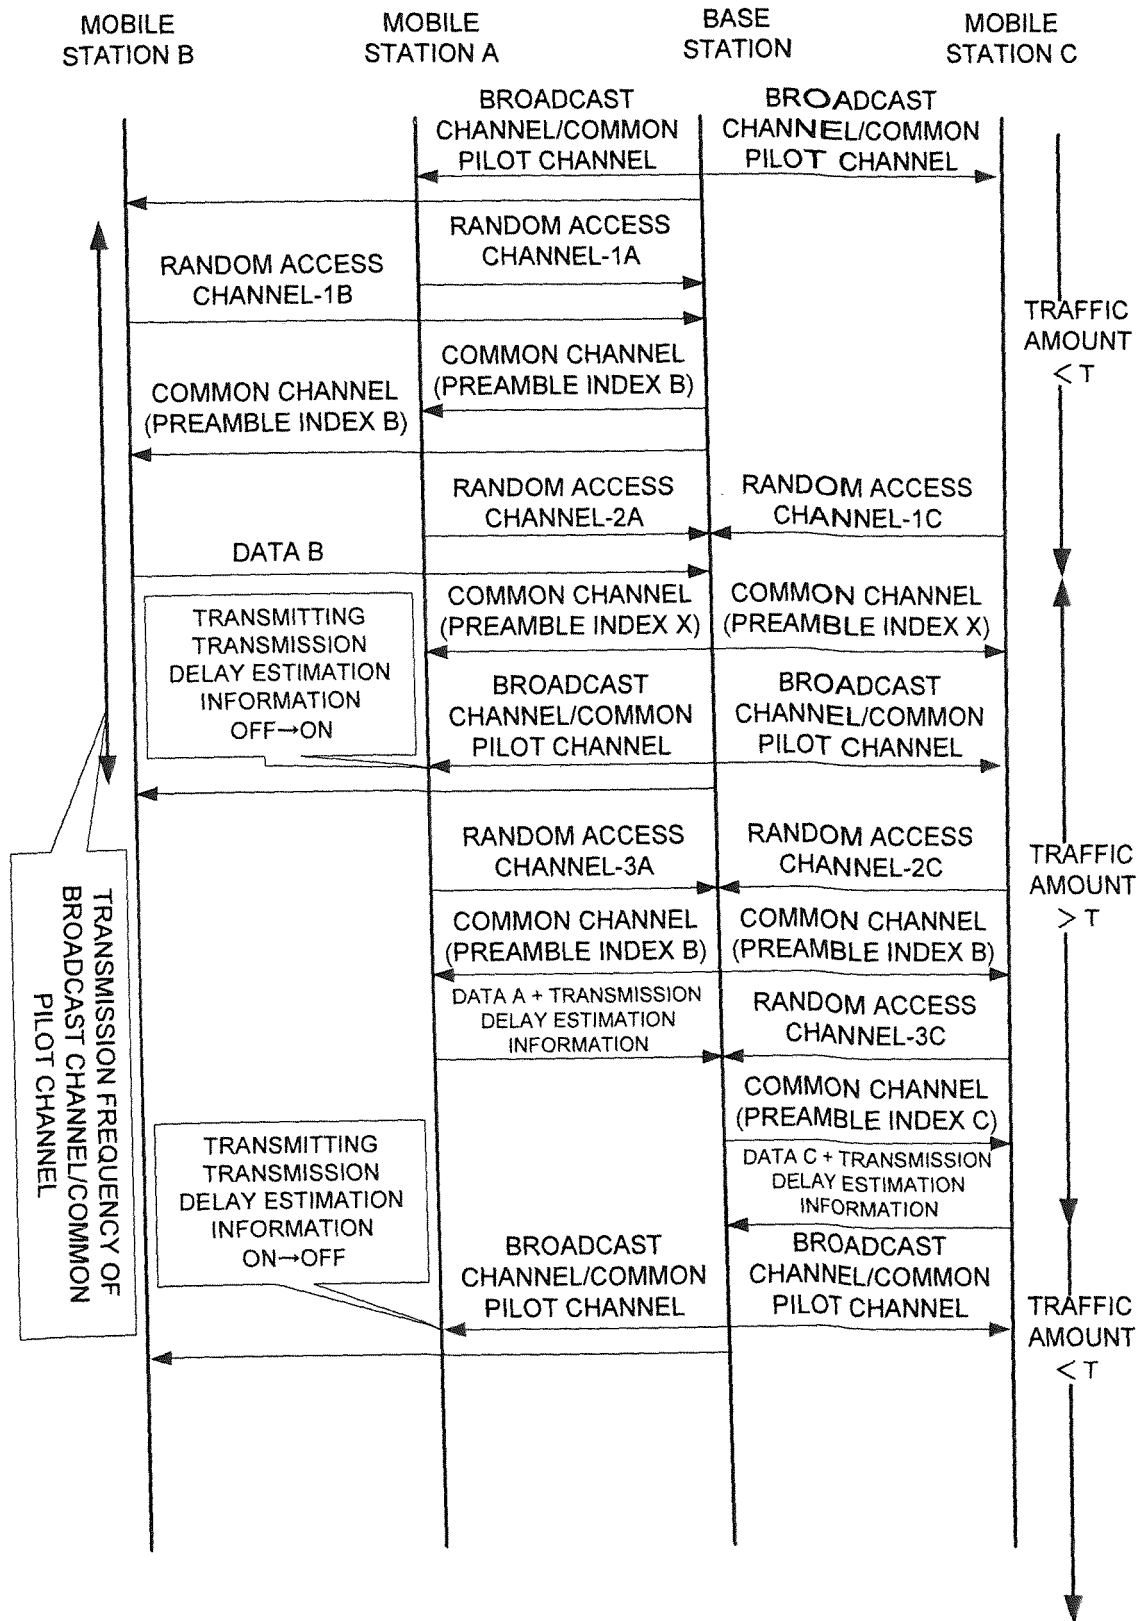 MOBILE
STATION B
MOBILE
STATION A
BASE
STATION
MOBILE
STATION C
BROADCAST
CHANNEL/COMMON
PILOT CHANNEL
BROADCAST
CHANNEL/COMMON
PILOT CHANNEL
RANDOM ACCESS
CHANNEL-1A
RANDOM ACCESS
CHANNEL-1B
TRAFFIC
AMOUNT
< T
COMMON CHANNEL
(PREAMBLE INDEX B)
COMMON CHANNEL
(PREAMBLE INDEX B)
RANDOM ACCESS
CHANNEL-2A
RANDOM ACCESS
CHANNEL-1C
DATA B
COMMON CHANNEL
(PREAMBLE INDEX X)
COMMON CHANNEL
(PREAMBLE INDEX X)
TRANSMITTING
TRANSMISSION
DELAY ESTIMATION
INFORMATION
OFF→ON
BROADCAST
CHANNEL/COMMON
PILOT CHANNEL
BROADCAST
CHANNEL/COMMON
PILOT CHANNEL
RANDOM ACCESS
CHANNEL-3A
RANDOM ACCESS
CHANNEL-2C
TRAFFIC
AMOUNT
> T
TRANSMISSION FREQUENCY OF
BROADCAST CHANNEL/COMMON
PILOT CHANNEL
COMMON CHANNEL
(PREAMBLE INDEX B)
COMMON CHANNEL
(PREAMBLE INDEX B)
DATA A + TRANSMISSION
DELAY ESTIMATION
INFORMATION
RANDOM ACCESS
CHANNEL-3C
COMMON CHANNEL
(PREAMBLE INDEX C)
DATA C + TRANSMISSION
DELAY ESTIMATION
INFORMATION
TRANSMITTING
TRANSMISSION
DELAY ESTIMATION
INFORMATION
ON→OFF
BROADCAST
CHANNEL/COMMON
PILOT CHANNEL
BROADCAST
CHANNEL/COMMON
PILOT CHANNEL
TRAFFIC
AMOUNT
< T